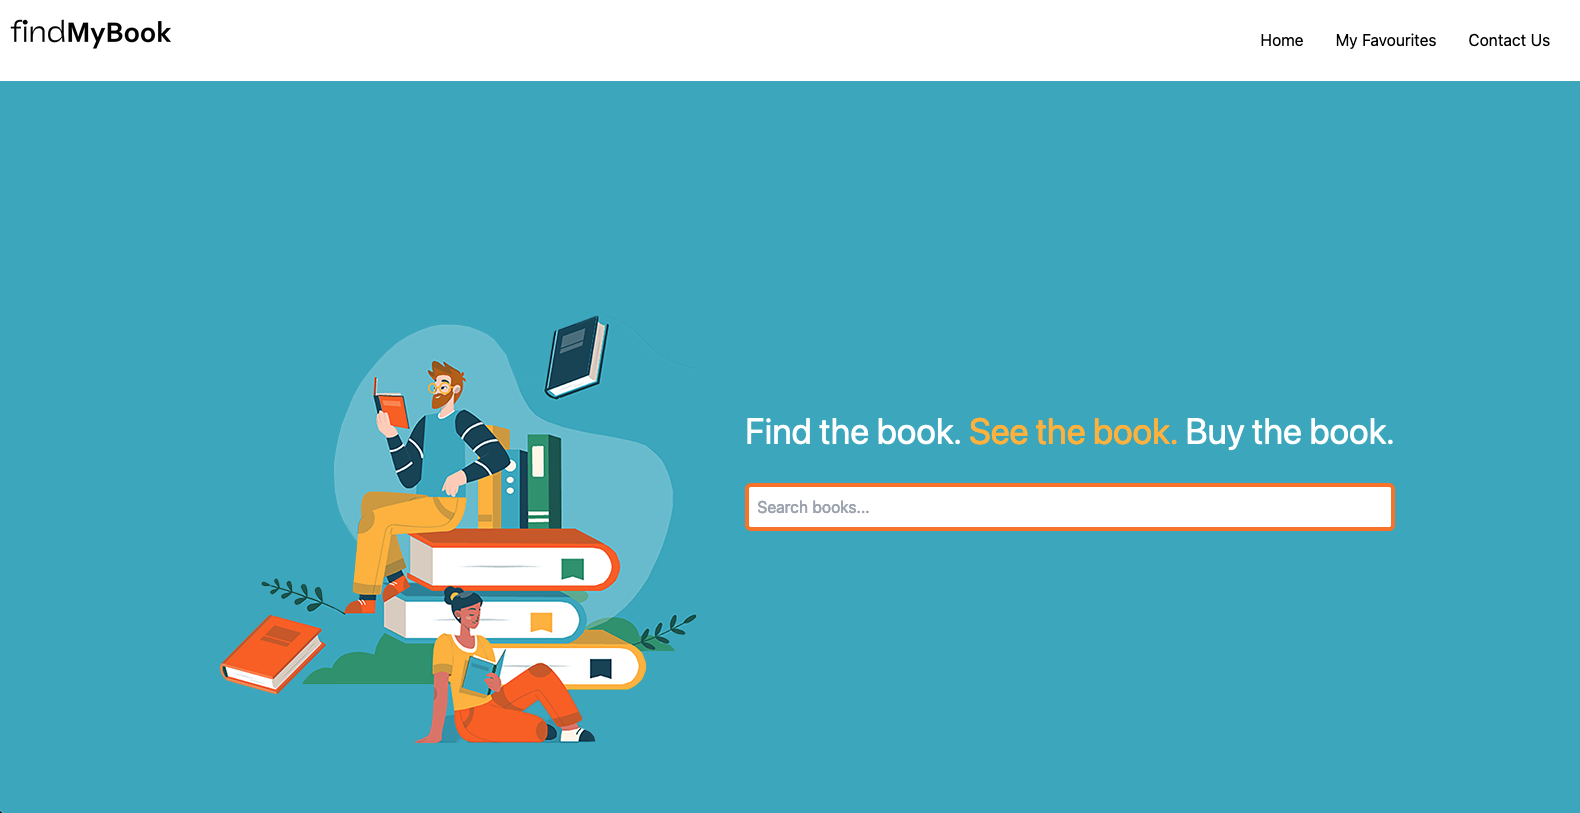 findMyBook
Home My Favourites Contact Us
Find the book. See the book. Buy the book.
Search books...